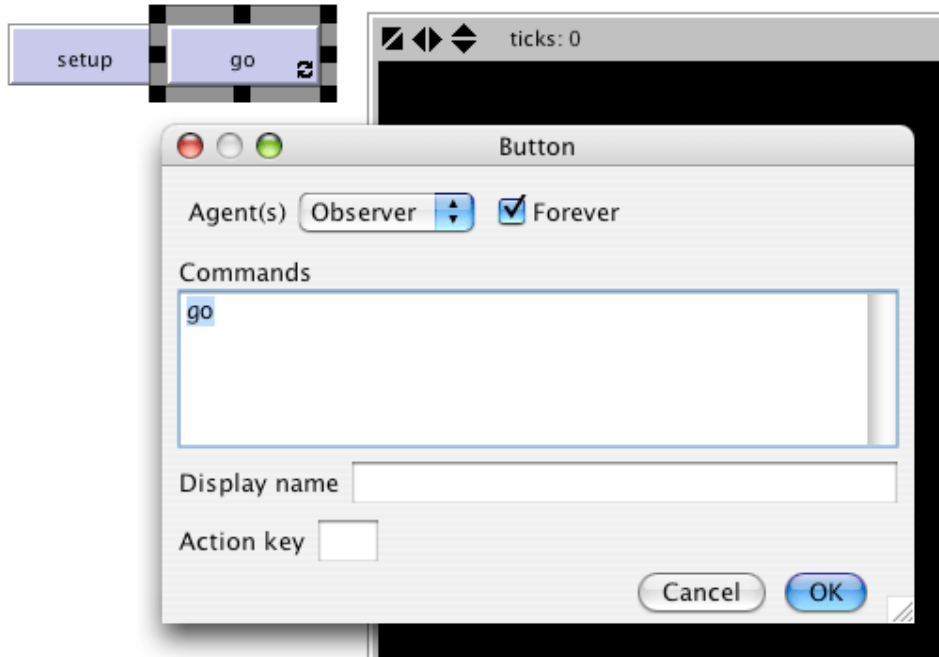 setup
go
ticks: 0
Button
Agent(s) Observer Forever
Commands
go
Display name
Action key
Cancel OK